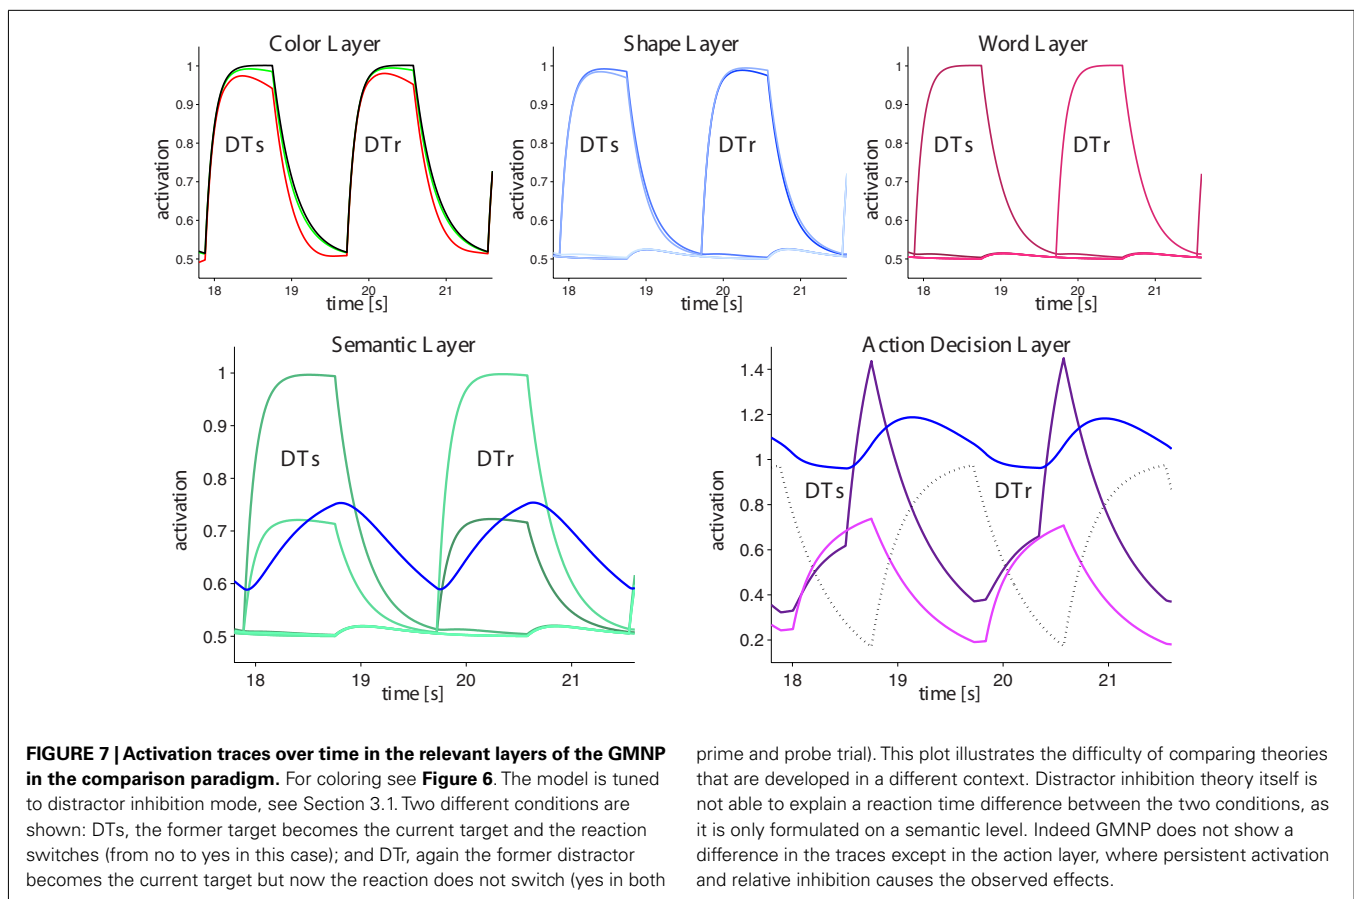 Color Layer
Shape Layer
Word Layer
1
0.9
0.8
0.7
0.6
0.5
activation
DTs
DTr
18
19
20
21
time [s]
1
0.9
0.8
0.7
0.6
0.5
activation
DTs
DTr
18
19
20
21
time [s]
1
0.9
0.8
0.7
0.6
0.5
activation
DTs
DTr
18
19
20
21
time [s]
Semantic Layer
1
0.9
0.8
0.7
0.6
0.5
activation
DTs
DTr
18
19
20
21
time [s]
Action Decision Layer
1.4
1.2
1
0.8
0.6
0.4
0.2
activation
DTs
DTr
18
19
20
21
time [s]
FIGURE 7 | Activation traces over time in the relevant layers of the GMNP
in the comparison paradigm. For coloring see Figure 6. The model is tuned
to distractor inhibition mode, see Section 3.1. Two different conditions are
shown: DTs, the former target becomes the current target and the reaction
switches (from no to yes in this case); and DTr, again the former distractor
becomes the current target but now the reaction does not switch (yes in both
prime and probe trial). This plot illustrates the difficulty of comparing theories
that are developed in a different context. Distractor inhibition theory itself is
not able to explain a reaction time difference between the two conditions, as
it is only formulated on a semantic level. Indeed GMNP does not show a
difference in the traces except in the action layer, where persistent activation
and relative inhibition causes the observed effects.